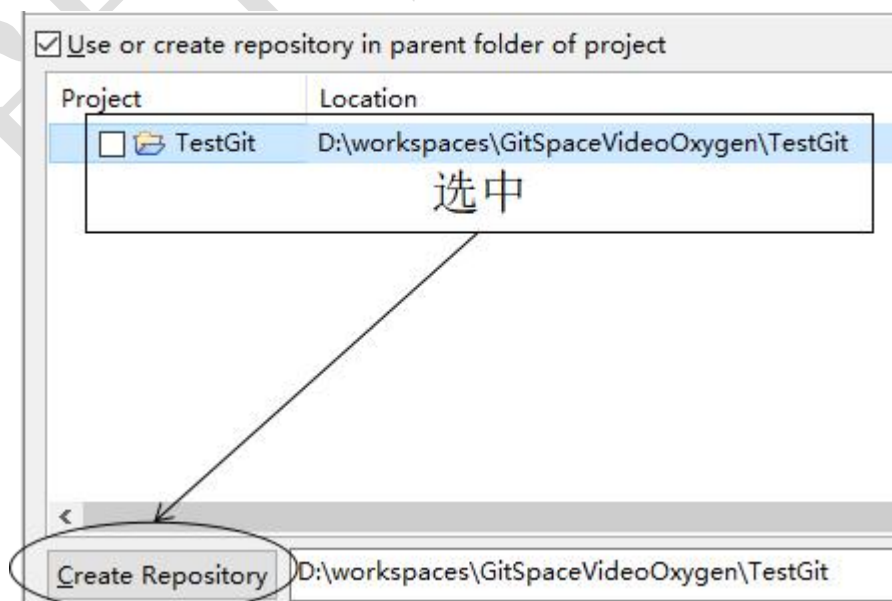 Use or create repository in parent folder of project
Project Location
TestGit D:\workspaces\GitSpaceVideoOxygen\TestGit
选中
Create Repository D:\workspaces\GitSpaceVideoOxygen\TestGit